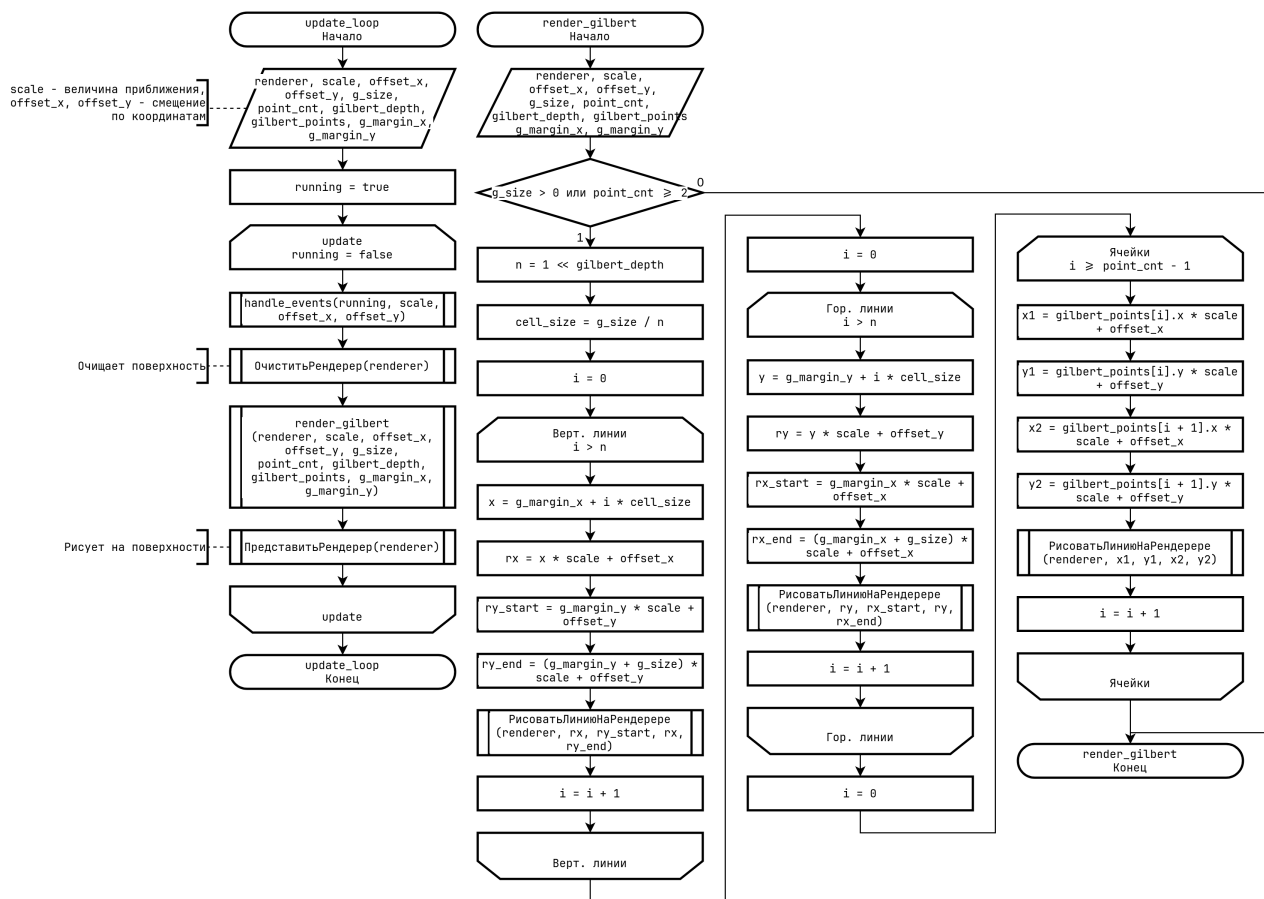 update_loop
Начало
scale - величина приближения,
offset_x, offset_y - смещение
по координатам
renderer, scale, offset_x,
offset_y, g_size,
point_cnt, gilbert_depth,
gilbert_points, g_margin_x,
g_margin_y
running = true
update
running = false
handle_events(running, scale,
offset_x, offset_y)
Очищает поверхность
ОчиститьРендерер(renderer)
render_gilbert
(renderer, scale, offset_x,
offset_y, g_size,
point_cnt, gilbert_depth,
gilbert_points, g_margin_x,
g_margin_y)
Рисует на поверхности
ПредставитьРендерер(renderer)
update
update_loop
Конец
render_gilbert
Начало
renderer, scale,
offset_x, offset_y,
g_size, point_cnt,
gilbert_depth, gilbert_points
g_margin_x, g_margin_y
g_size > 0 или point_cnt ⩾ 2
0
1
n = 1 << gilbert_depth
cell_size = g_size / n
i = 0
Верт. линии
i > n
x = g_margin_x + i * cell_size
rx = x * scale + offset_x
ry_start = g_margin_y * scale +
offset_y
ry_end = (g_margin_y + g_size) *
scale + offset_y
РисоватьЛиниюНаРендерере
(renderer, rx, ry_start, rx,
ry_end)
i = i + 1
Верт. линии
i = 0
Гор. линии
i > n
y = g_margin_y + i * cell_size
ry = y * scale + offset_y
rx_start = g_margin_x * scale +
offset_x
rx_end = (g_margin_x + g_size) *
scale + offset_x
РисоватьЛиниюНаРендерере
(renderer, ry, rx_start, ry,
rx_end)
i = i + 1
Гор. линии
i = 0
Ячейки
i ⩾ point_cnt - 1
x1 = gilbert_points[i].x * scale
+ offset_x
y1 = gilbert_points[i].y * scale
+ offset_y
x2 = gilbert_points[i + 1].x *
scale + offset_x
y2 = gilbert_points[i + 1].y *
scale + offset_y
РисоватьЛиниюНаРендерере
(renderer, x1, y1, x2, y2)
i = i + 1
Ячейки
render_gilbert
Конец